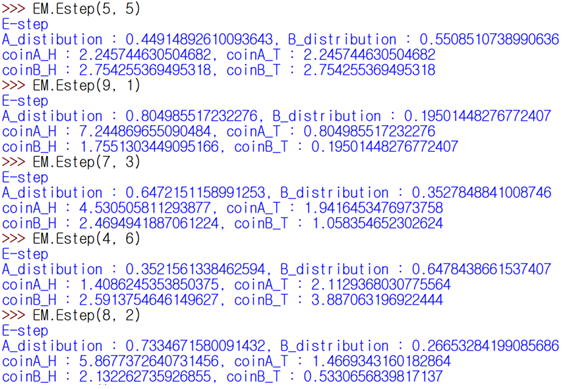 >>> EM.Estep(5, 5)
E-step
A_distibution : 0.44914892610093643, B_distribution : 0.5508510738990636
coinA_H : 2.245744630504682, coinA_T : 2.245744630504682
coinB_H : 2.754255369495318, coinB_T : 2.754255369495318
>>> EM.Estep(9, 1)
E-step
A_distibution : 0.804985517232276, B_distribution : 0.19501448276772407
coinA_H : 7.244869655090484, coinA_T : 0.804985517232276
coinB_H : 1.7551303449095166, coinB_T : 0.19501448276772407
>>> EM.Estep(7, 3)
E-step
A_distibution : 0.6472151158991253, B_distribution : 0.3527848841008746
coinA_H : 4.530505811293877, coinA_T : 1.9416453476973758
coinB_H : 2.4694941887061224, coinB_T : 1.058354652302624
>>> EM.Estep(4, 6)
E-step
A_distibution : 0.3521561338462594, B_distribution : 0.6478438661537407
coinA_H : 1.4086245353850375, coinA_T : 2.1129368030775564
coinB_H : 2.5913754646149627, coinB_T : 3.887063196922444
>>> EM.Estep(8, 2)
E-step
A_distibution : 0.7334671580091432, B_distribution : 0.26653284199085686
coinA_H : 5.8677372640731456, coinA_T : 1.4669343160182864
coinB_H : 2.132262735926855, coinB_T : 0.5330656839817137